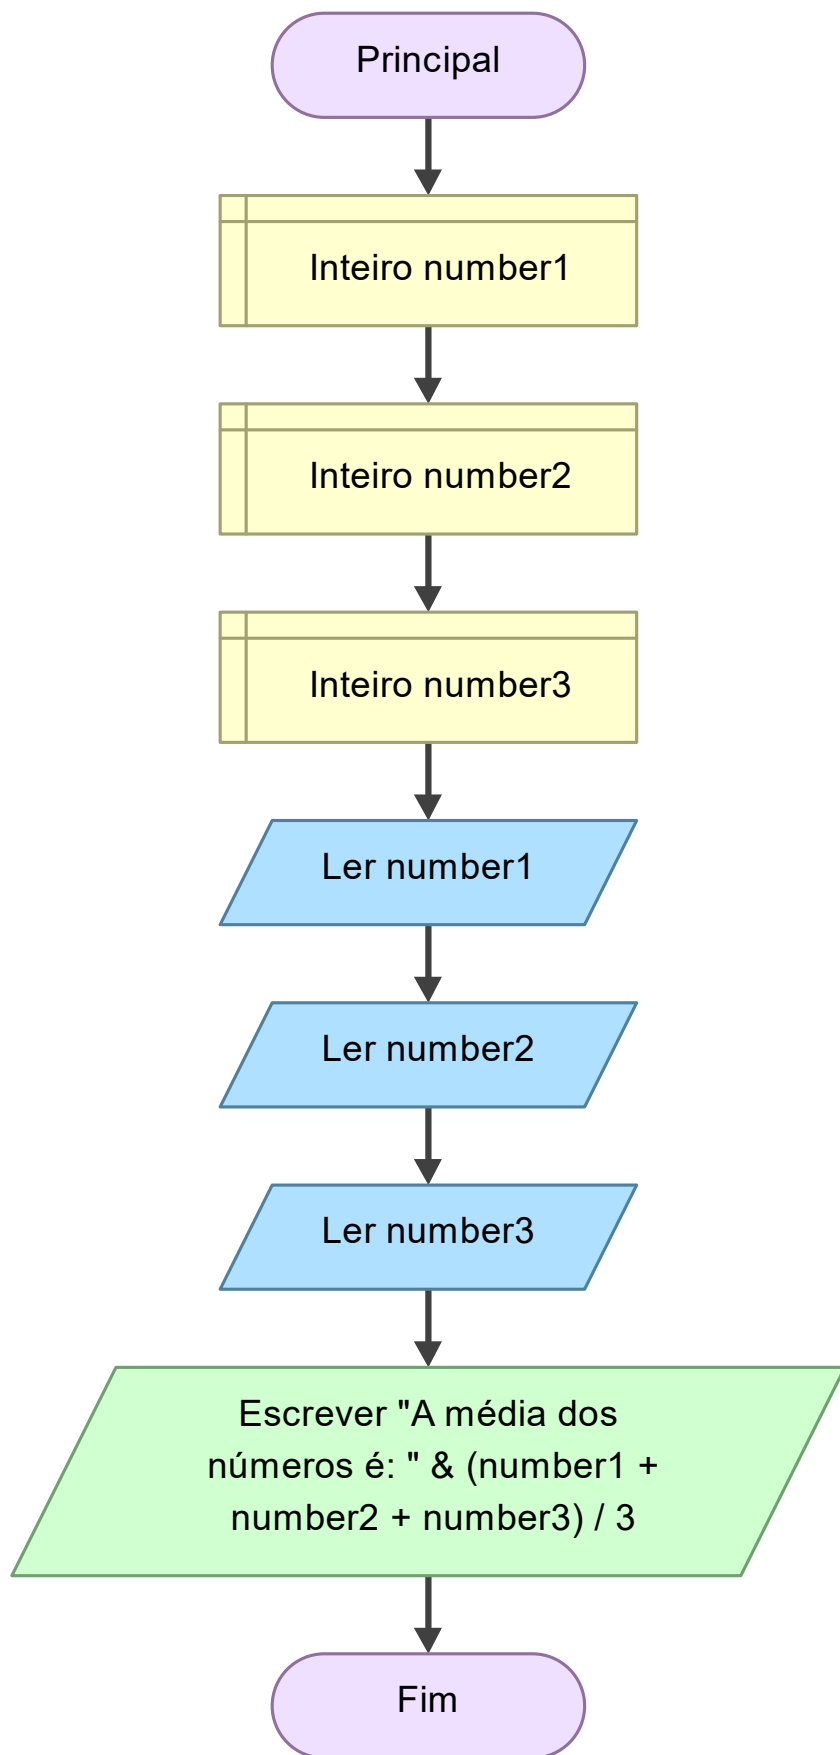 Principal
Inteiro number1
Inteiro number2
Inteiro number3
Ler number1
Ler number2
Ler number3
Escrever "A média dos
números é: " & (number1 +
number2 + number3) / 3
Fim